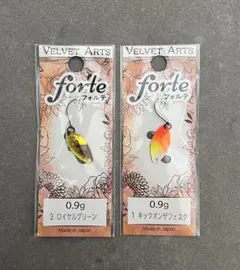 VELVET ARTS
forte
フォルテ
0.9g
3 ロイヤルグリーン
Made in Japan
VELVET ARTS
forte
フォルテ
0.9g
1 キックオンザフェスク
Made in Japan